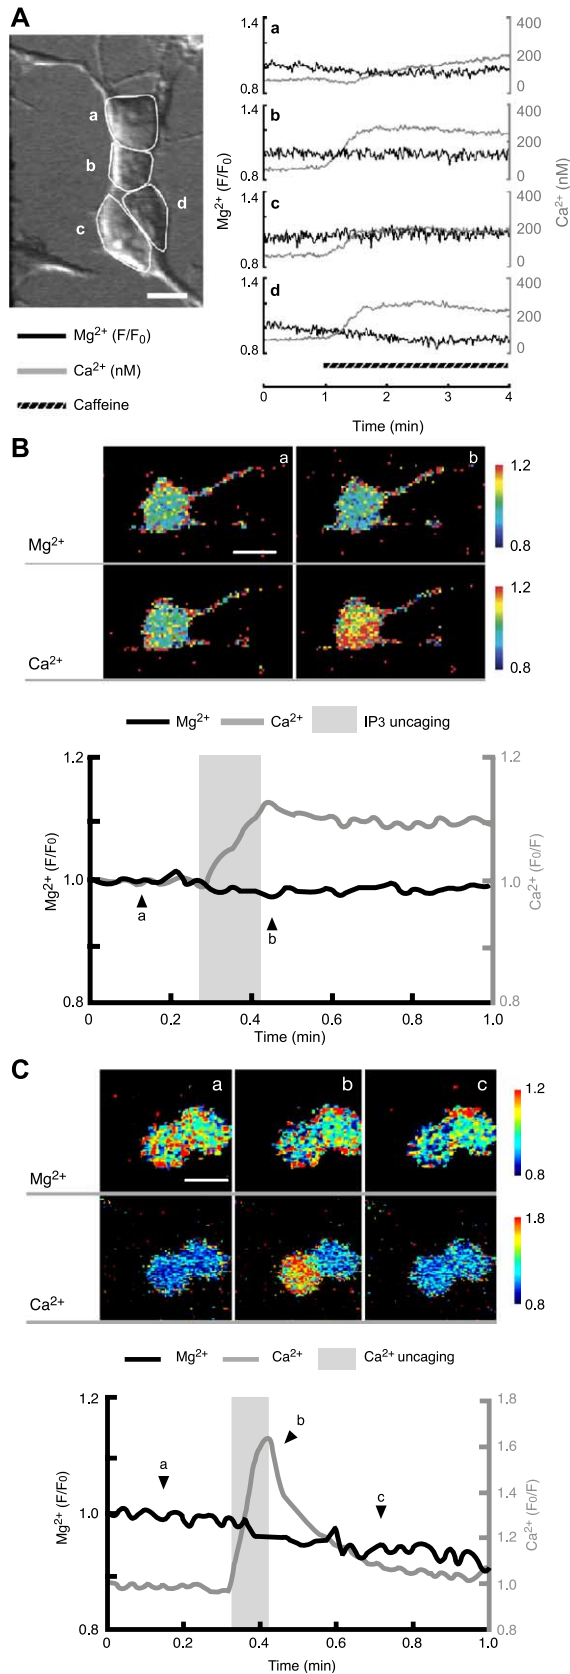 A
a
b
c
d
Mg²⁺ (F/F₀)
Ca²⁺ (nM)
Caffeine
Mg²⁺ (F/F₀)
1.4
0.8
1.4
0.8
1.4
0.8
1.4
0.8
a
b
c
d
400
200
0
400
200
0
400
200
0
400
200
0
Ca²⁺ (nM)
0 1 2 3 4
Time (min)
B
a b
Mg²⁺
1.2
0.8
Ca²⁺
1.2
0.8
Mg²⁺ Ca²⁺ IP3 uncaging
Mg²⁺ (F/F₀)
1.2
1.0
0.8
a
b
1.2
1.0
0.8
Ca²⁺ (F₀/F)
0 0.2 0.4 0.6 0.8 1.0
Time (min)
C
a b c
Mg²⁺
1.2
0.8
Ca²⁺
1.8
0.8
Mg²⁺ Ca²⁺ Ca²⁺ uncaging
Mg²⁺ (F/F₀)
1.2
1.0
0.8
a
b
c
1.8
1.6
1.4
1.2
1.0
0.8
Ca²⁺ (F₀/F)
0 0.2 0.4 0.6 0.8 1.0
Time (min)